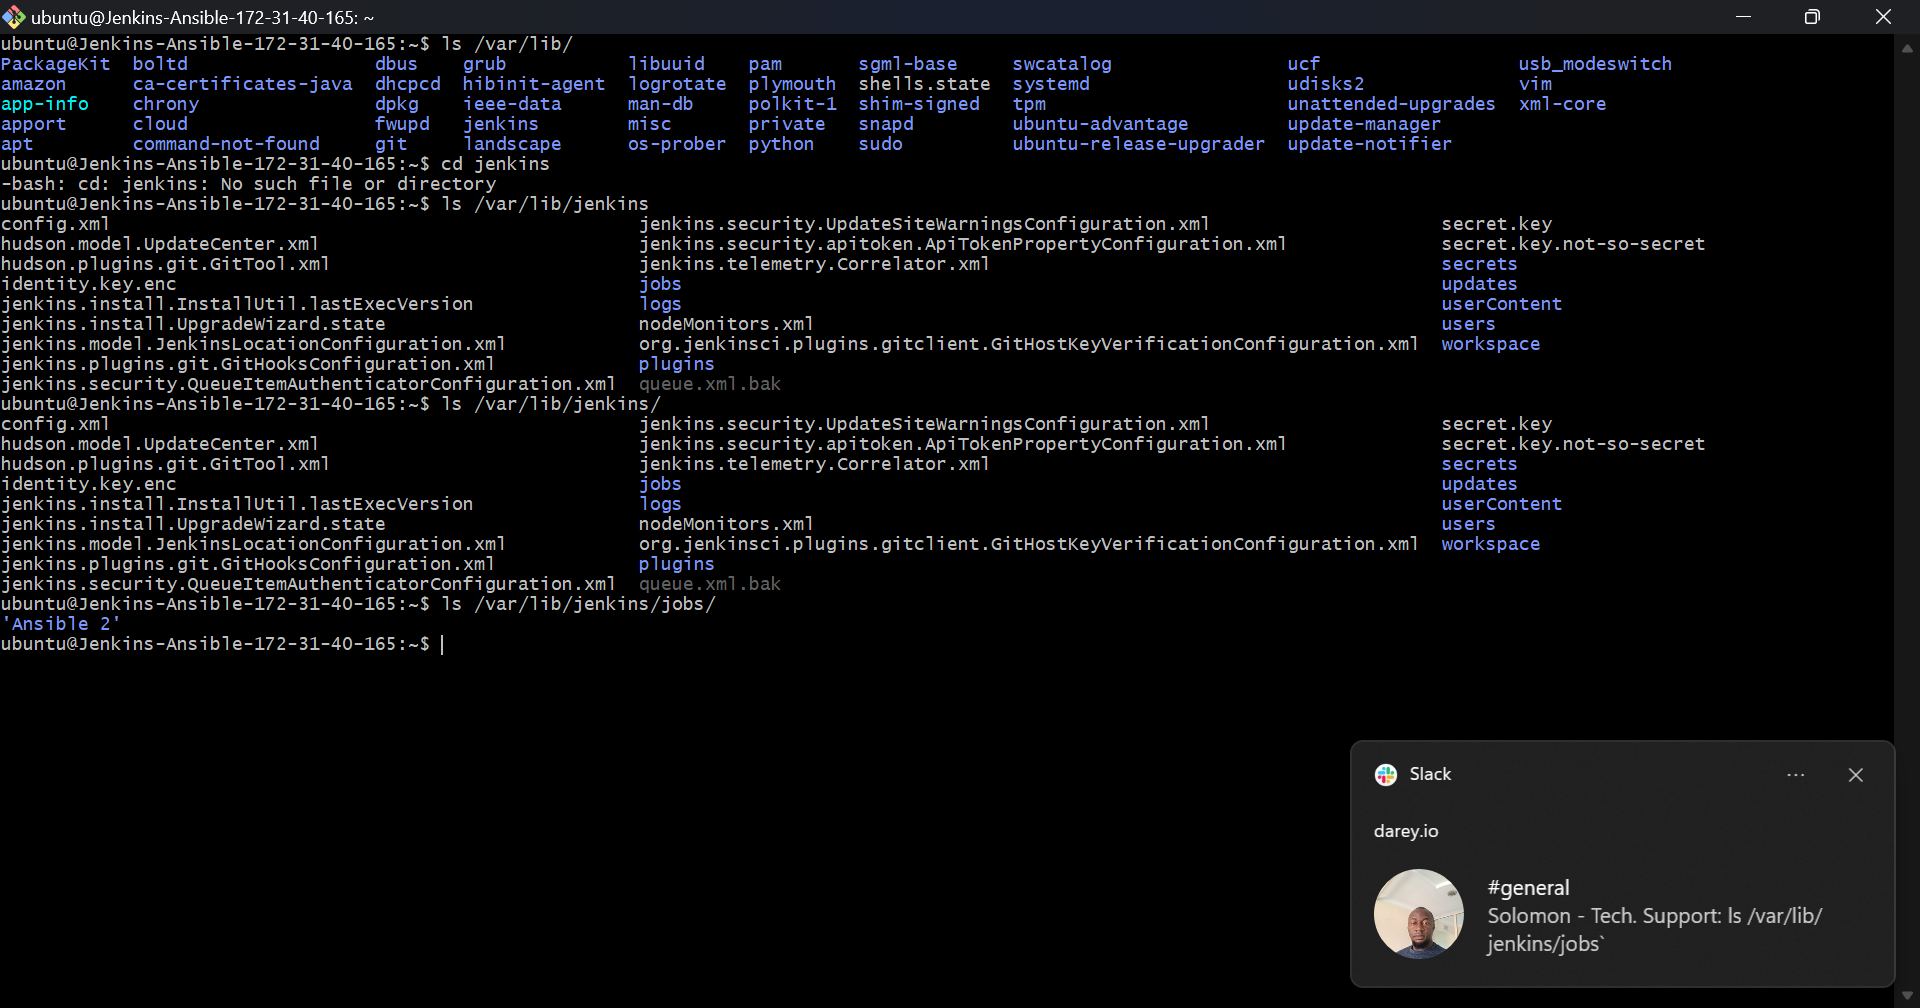 ubuntu@Jenkins-Ansible-172-31-40-165: ~
ubuntu@Jenkins-Ansible-172-31-40-165:~$ ls /var/lib/
PackageKit boltd dbus grub libuuid pam sgml-base swcatalog ucf usb_modeswitch
amazon ca-certificates-java dhcpcd hibinit-agent logrotate plymouth shells.state systemd udisks2 vim
app-info chrony dpkg ieee-data man-db polkit-1 shim-signed tpm unattended-upgrades xml-core
apport cloud fwupd jenkins misc private snapd ubuntu-advantage update-manager
apt command-not-found git landscape os-prober python sudo ubuntu-release-upgrader update-notifier
ubuntu@Jenkins-Ansible-172-31-40-165:~$ cd jenkins
-bash: cd: jenkins: No such file or directory
ubuntu@Jenkins-Ansible-172-31-40-165:~$ ls /var/lib/jenkins
config.xml jenkins.security.UpdateSiteWarningsConfiguration.xml secret.key
hudson.model.UpdateCenter.xml jenkins.security.apitoken.ApiTokenPropertyConfiguration.xml secret.key.not-so-secret
hudson.plugins.git.GitTool.xml jenkins.telemetry.Correlator.xml secrets
identity.key.enc jobs updates
jenkins.install.InstallUtil.lastExecVersion logs userContent
jenkins.install.UpgradeWizard.state nodeMonitors.xml users
jenkins.model.JenkinsLocationConfiguration.xml org.jenkinsci.plugins.gitclient.GitHostKeyVerificationConfiguration.xml workspace
jenkins.plugins.git.GitHooksConfiguration.xml plugins
jenkins.security.QueueItemAuthenticatorConfiguration.xml queue.xml.bak
ubuntu@Jenkins-Ansible-172-31-40-165:~$ ls /var/lib/jenkins/
config.xml jenkins.security.UpdateSiteWarningsConfiguration.xml secret.key
hudson.model.UpdateCenter.xml jenkins.security.apitoken.ApiTokenPropertyConfiguration.xml secret.key.not-so-secret
hudson.plugins.git.GitTool.xml jenkins.telemetry.Correlator.xml secrets
identity.key.enc jobs updates
jenkins.install.InstallUtil.lastExecVersion logs userContent
jenkins.install.UpgradeWizard.state nodeMonitors.xml users
jenkins.model.JenkinsLocationConfiguration.xml org.jenkinsci.plugins.gitclient.GitHostKeyVerificationConfiguration.xml workspace
jenkins.plugins.git.GitHooksConfiguration.xml plugins
jenkins.security.QueueItemAuthenticatorConfiguration.xml queue.xml.bak
ubuntu@Jenkins-Ansible-172-31-40-165:~$ ls /var/lib/jenkins/jobs/
'Ansible 2'
ubuntu@Jenkins-Ansible-172-31-40-165:~$
Slack
darey.io
#general
Solomon - Tech. Support: ls /var/lib/
jenkins/jobs`